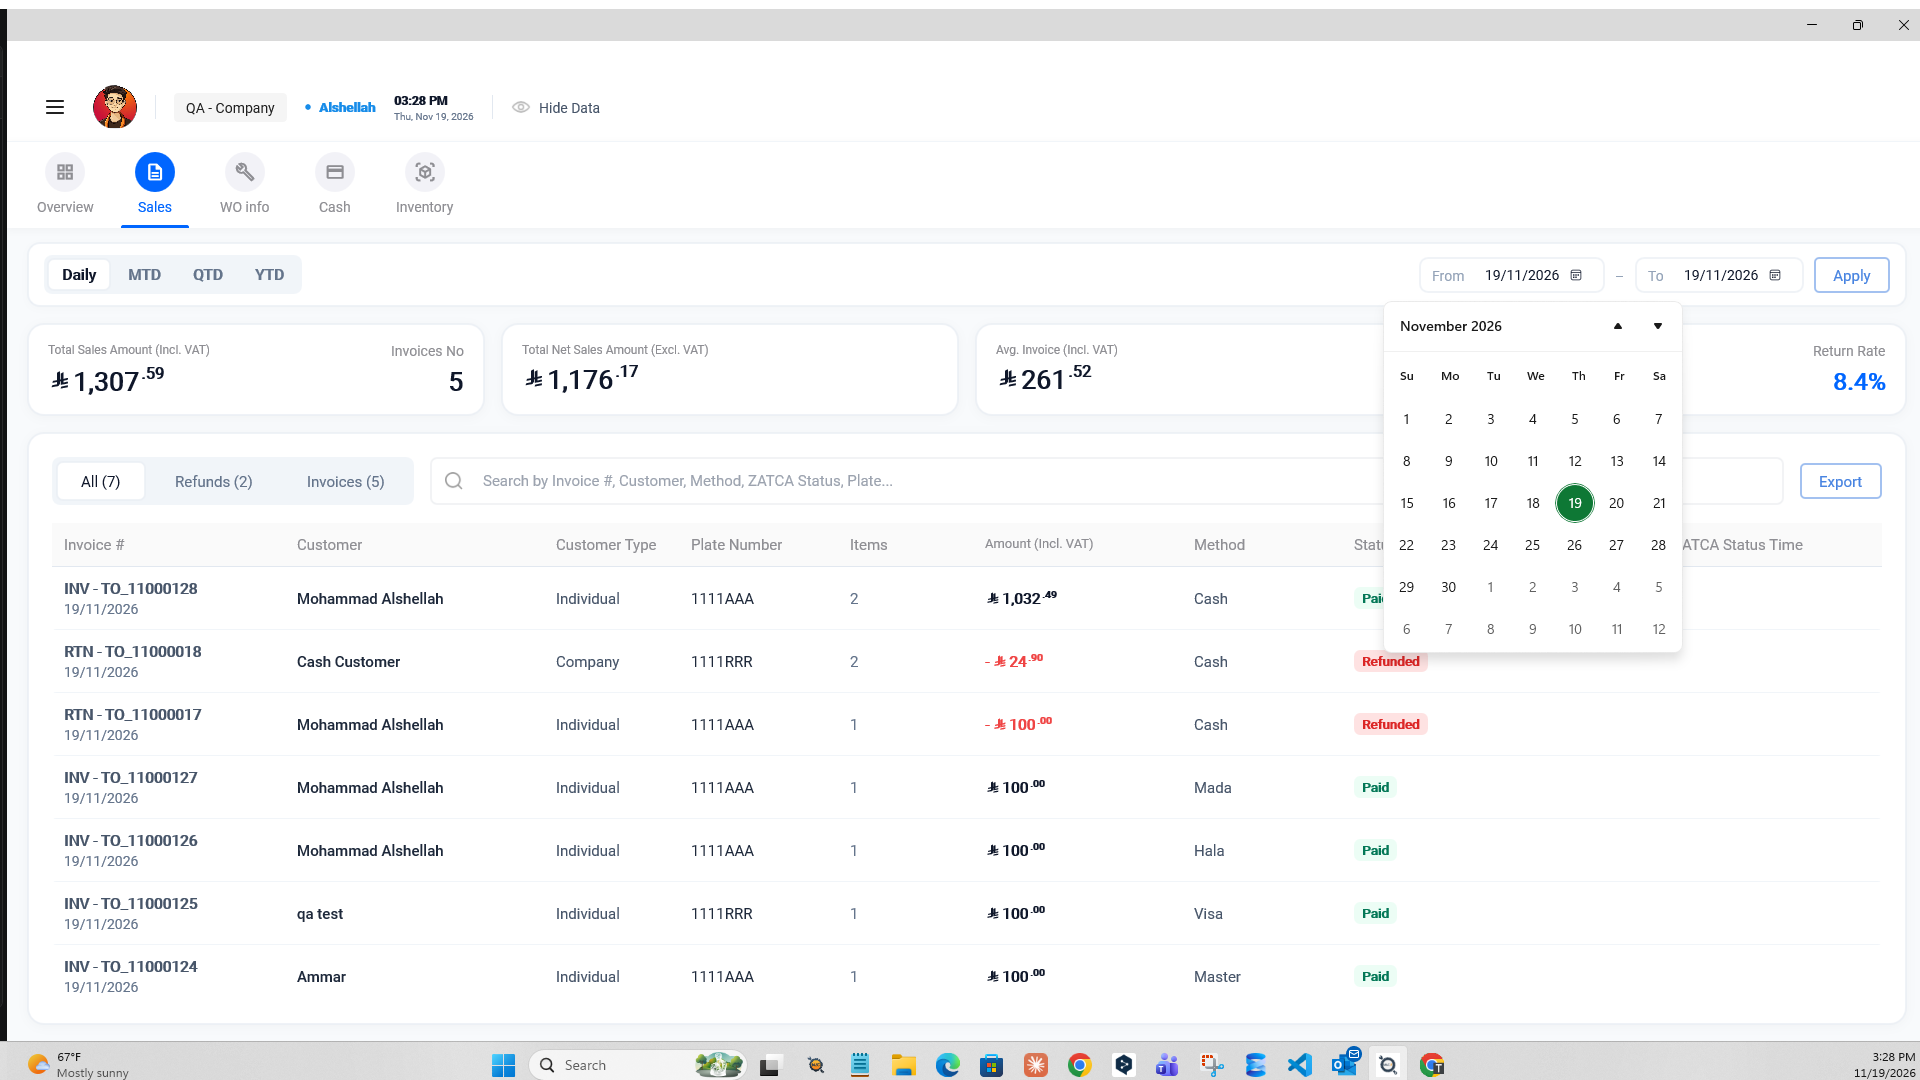 QA - Company
Alshellah
03:28 PM
Thu, Nov 19, 2026
Hide Data
Overview
Sales
WO info
Cash
Inventory
Daily MTD QTD YTD
From 19/11/2026 – To 19/11/2026 Apply
Total Sales Amount (Incl. VAT) Invoices No
1,307.59 5
Total Net Sales Amount (Excl. VAT)
1,176.17
Avg. Invoice (Incl. VAT)
261.52
Return Rate
8.4%
November 2026
Su Mo Tu We Th Fr Sa
1 2 3 4 5 6 7
8 9 10 11 12 13 14
15 16 17 18 19 20 21
22 23 24 25 26 27 28
29 30 1 2 3 4 5
6 7 8 9 10 11 12
All (7) Refunds (2) Invoices (5)
Search by Invoice #, Customer, Method, ZATCA Status, Plate...
Export
Invoice # Customer Customer Type Plate Number Items Amount (Incl. VAT) Method Statu ATCA Status Time
INV - TO_11000128
19/11/2026
Mohammad Alshellah Individual 1111AAA 2 1,032.49 Cash Paid
RTN - TO_11000018
19/11/2026
Cash Customer Company 1111RRR 2 - 24.90 Cash Refunded
RTN - TO_11000017
19/11/2026
Mohammad Alshellah Individual 1111AAA 1 - 100.00 Cash Refunded
INV - TO_11000127
19/11/2026
Mohammad Alshellah Individual 1111AAA 1 100.00 Mada Paid
INV - TO_11000126
19/11/2026
Mohammad Alshellah Individual 1111AAA 1 100.00 Hala Paid
INV - TO_11000125
19/11/2026
qa test Individual 1111RRR 1 100.00 Visa Paid
INV - TO_11000124
19/11/2026
Ammar Individual 1111AAA 1 100.00 Master Paid
67°F
Mostly sunny
Search
3:28 PM
11/19/2026